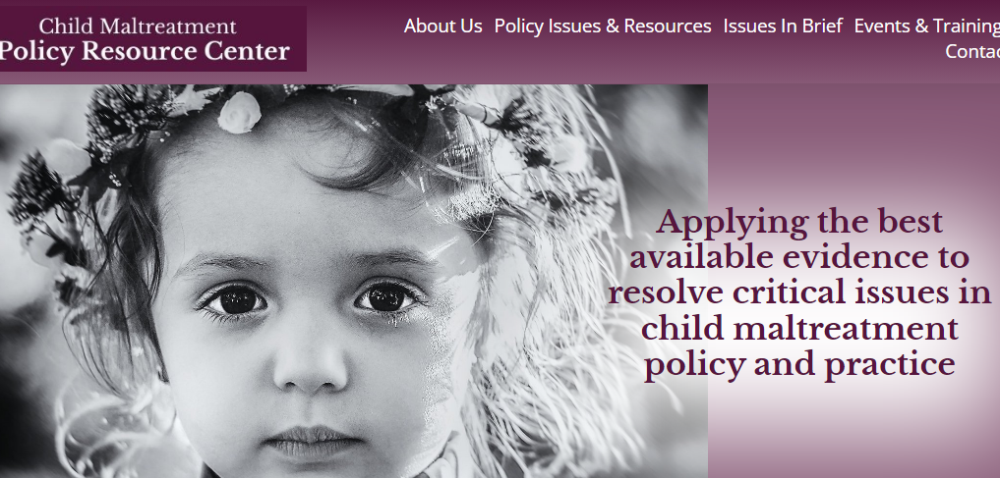 Child Maltreatment
Policy Resource Center
About Us Policy Issues & Resources Issues In Brief Events & Training
Contac
Applying the best
available evidence to
resolve critical issues in
child maltreatment
policy and practice